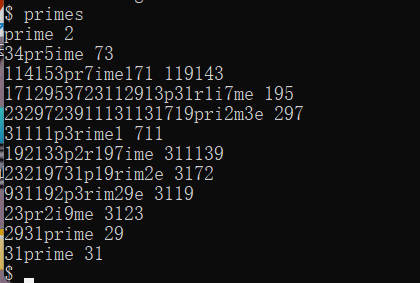 $ primes
prime 2
34pr5ime 73
114153pr7ime171 119143
1712953723112913p31r1i7me 195
2329723911131131719pri2m3e 297
31111p3rime1 711
192133p2r197ime 311139
23219731p19rim2e 3172
931192p3rim29e 3119
23pr2i9me 3123
2931prime 29
31prime 31
$